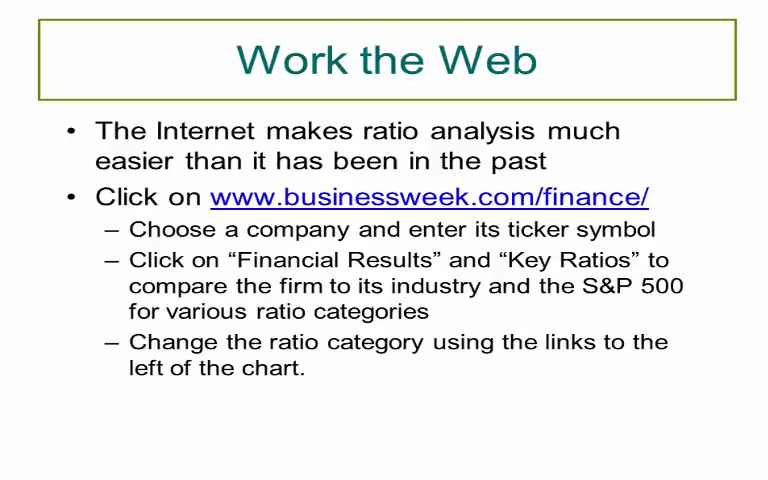 Work the Web
• The Internet makes ratio analysis much
easier than it has been in the past
• Click on www.businessweek.com/finance/
– Choose a company and enter its ticker symbol
– Click on “Financial Results” and “Key Ratios” to
compare the firm to its industry and the S&P 500
for various ratio categories
– Change the ratio category using the links to the
left of the chart.